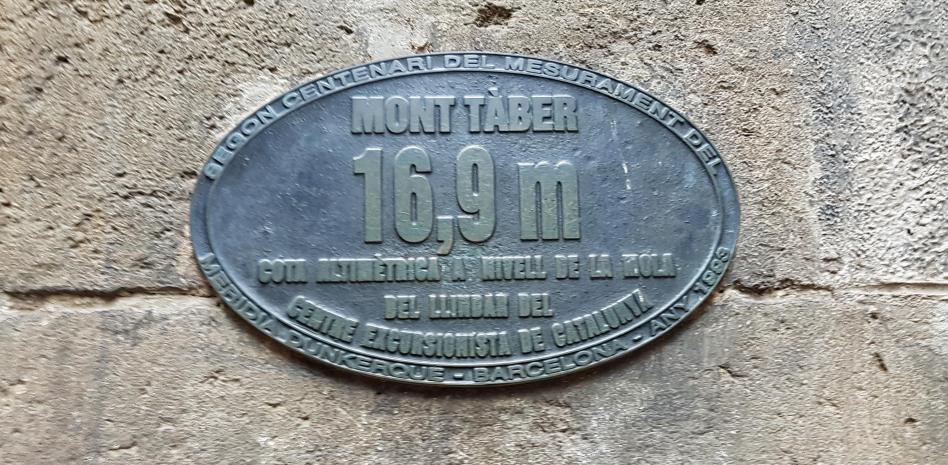 SEGON CENTENARI DEL MESURAMENT DEL
MONT TÀBER
16,9 m
COTA ALTIMÈTRICA A NIVELL DE LA MOLA
DEL LLINDAR DEL
CENTRE EXCURSIONISTA DE CATALUNYA
MERIDIÀ DUNKERQUE - BARCELONA - ANY 1993